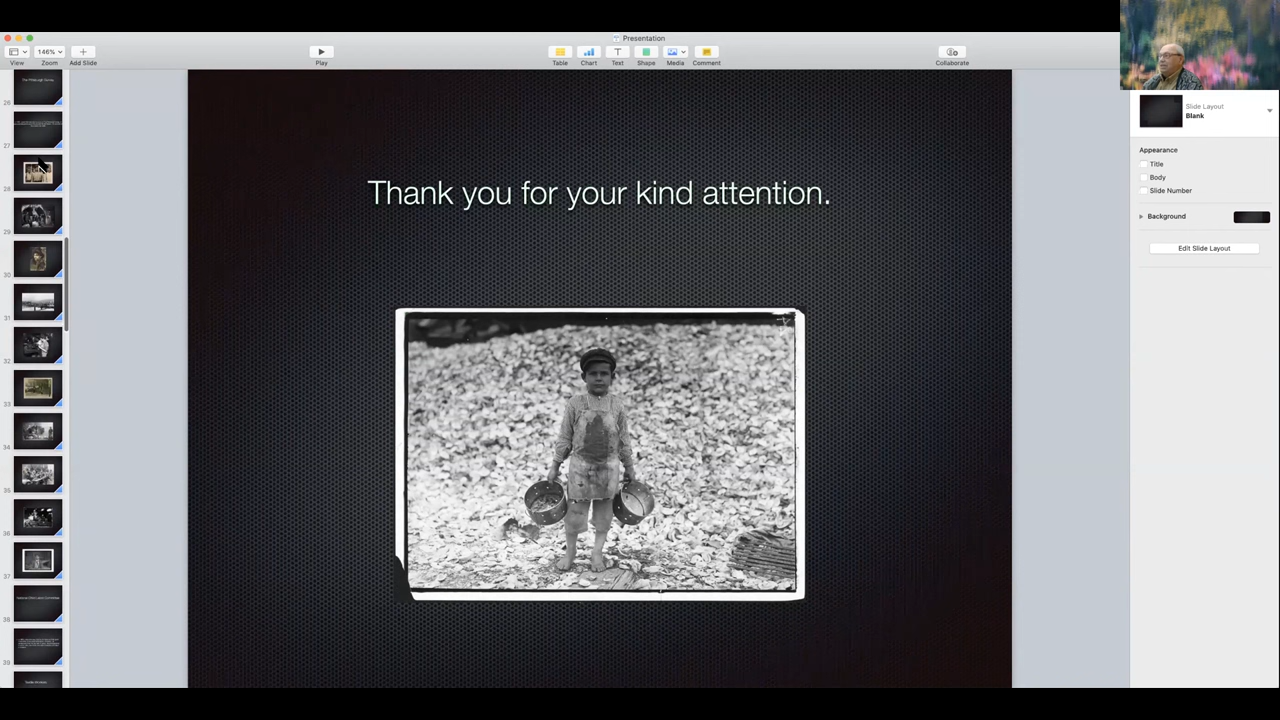 Presentation
146%
View
Zoom
Add Slide
Play
Table
Chart
Text
Shape
Media
Comment
Collaborate
Slide Layout
Blank
Appearance
Title
Body
Slide Number
Background
Edit Slide Layout
Thank you for your kind attention.
26
27
28
29
30
31
32
33
34
35
36
37
38
39